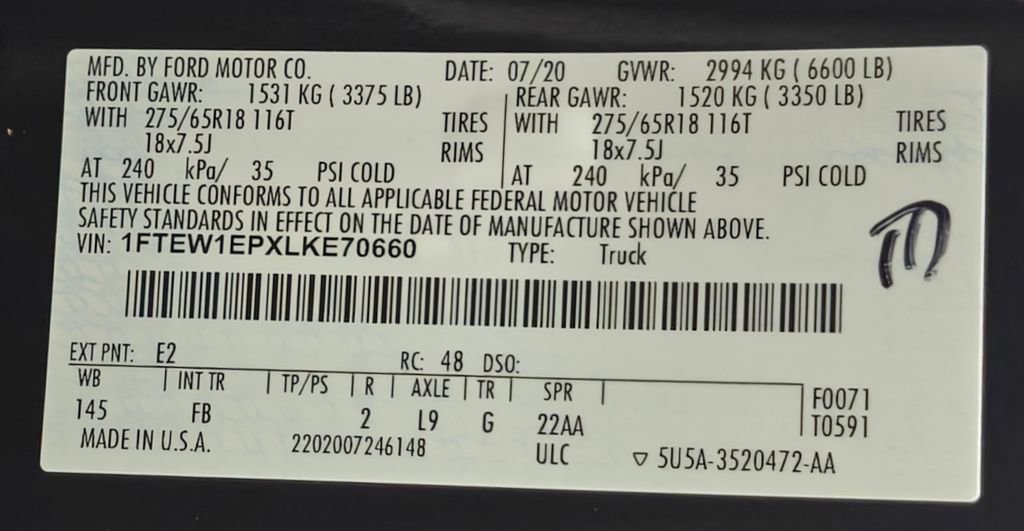 MFD. BY FORD MOTOR CO. DATE: 07/20 GVWR: 2994 KG ( 6600 LB)
FRONT GAWR: 1531 KG ( 3375 LB) REAR GAWR: 1520 KG ( 3350 LB)
WITH 275/65R18 116T TIRES WITH 275/65R18 116T TIRES
18x7.5J RIMS 18x7.5J RIMS
AT 240 kPa/ 35 PSI COLD AT 240 kPa/ 35 PSI COLD
THIS VEHICLE CONFORMS TO ALL APPLICABLE FEDERAL MOTOR VEHICLE
SAFETY STANDARDS IN EFFECT ON THE DATE OF MANUFACTURE SHOWN ABOVE.
VIN: 1FTEW1EPXLKE70660 TYPE: Truck
EXT PNT: E2 RC: 48 DSO:
WB INT TR TP/PS R AXLE TR SPR F0071
145 FB 2 L9 G 22AA T0591
MADE IN U.S.A. 2202007246148 ULC ▽ 5U5A-3520472-AA